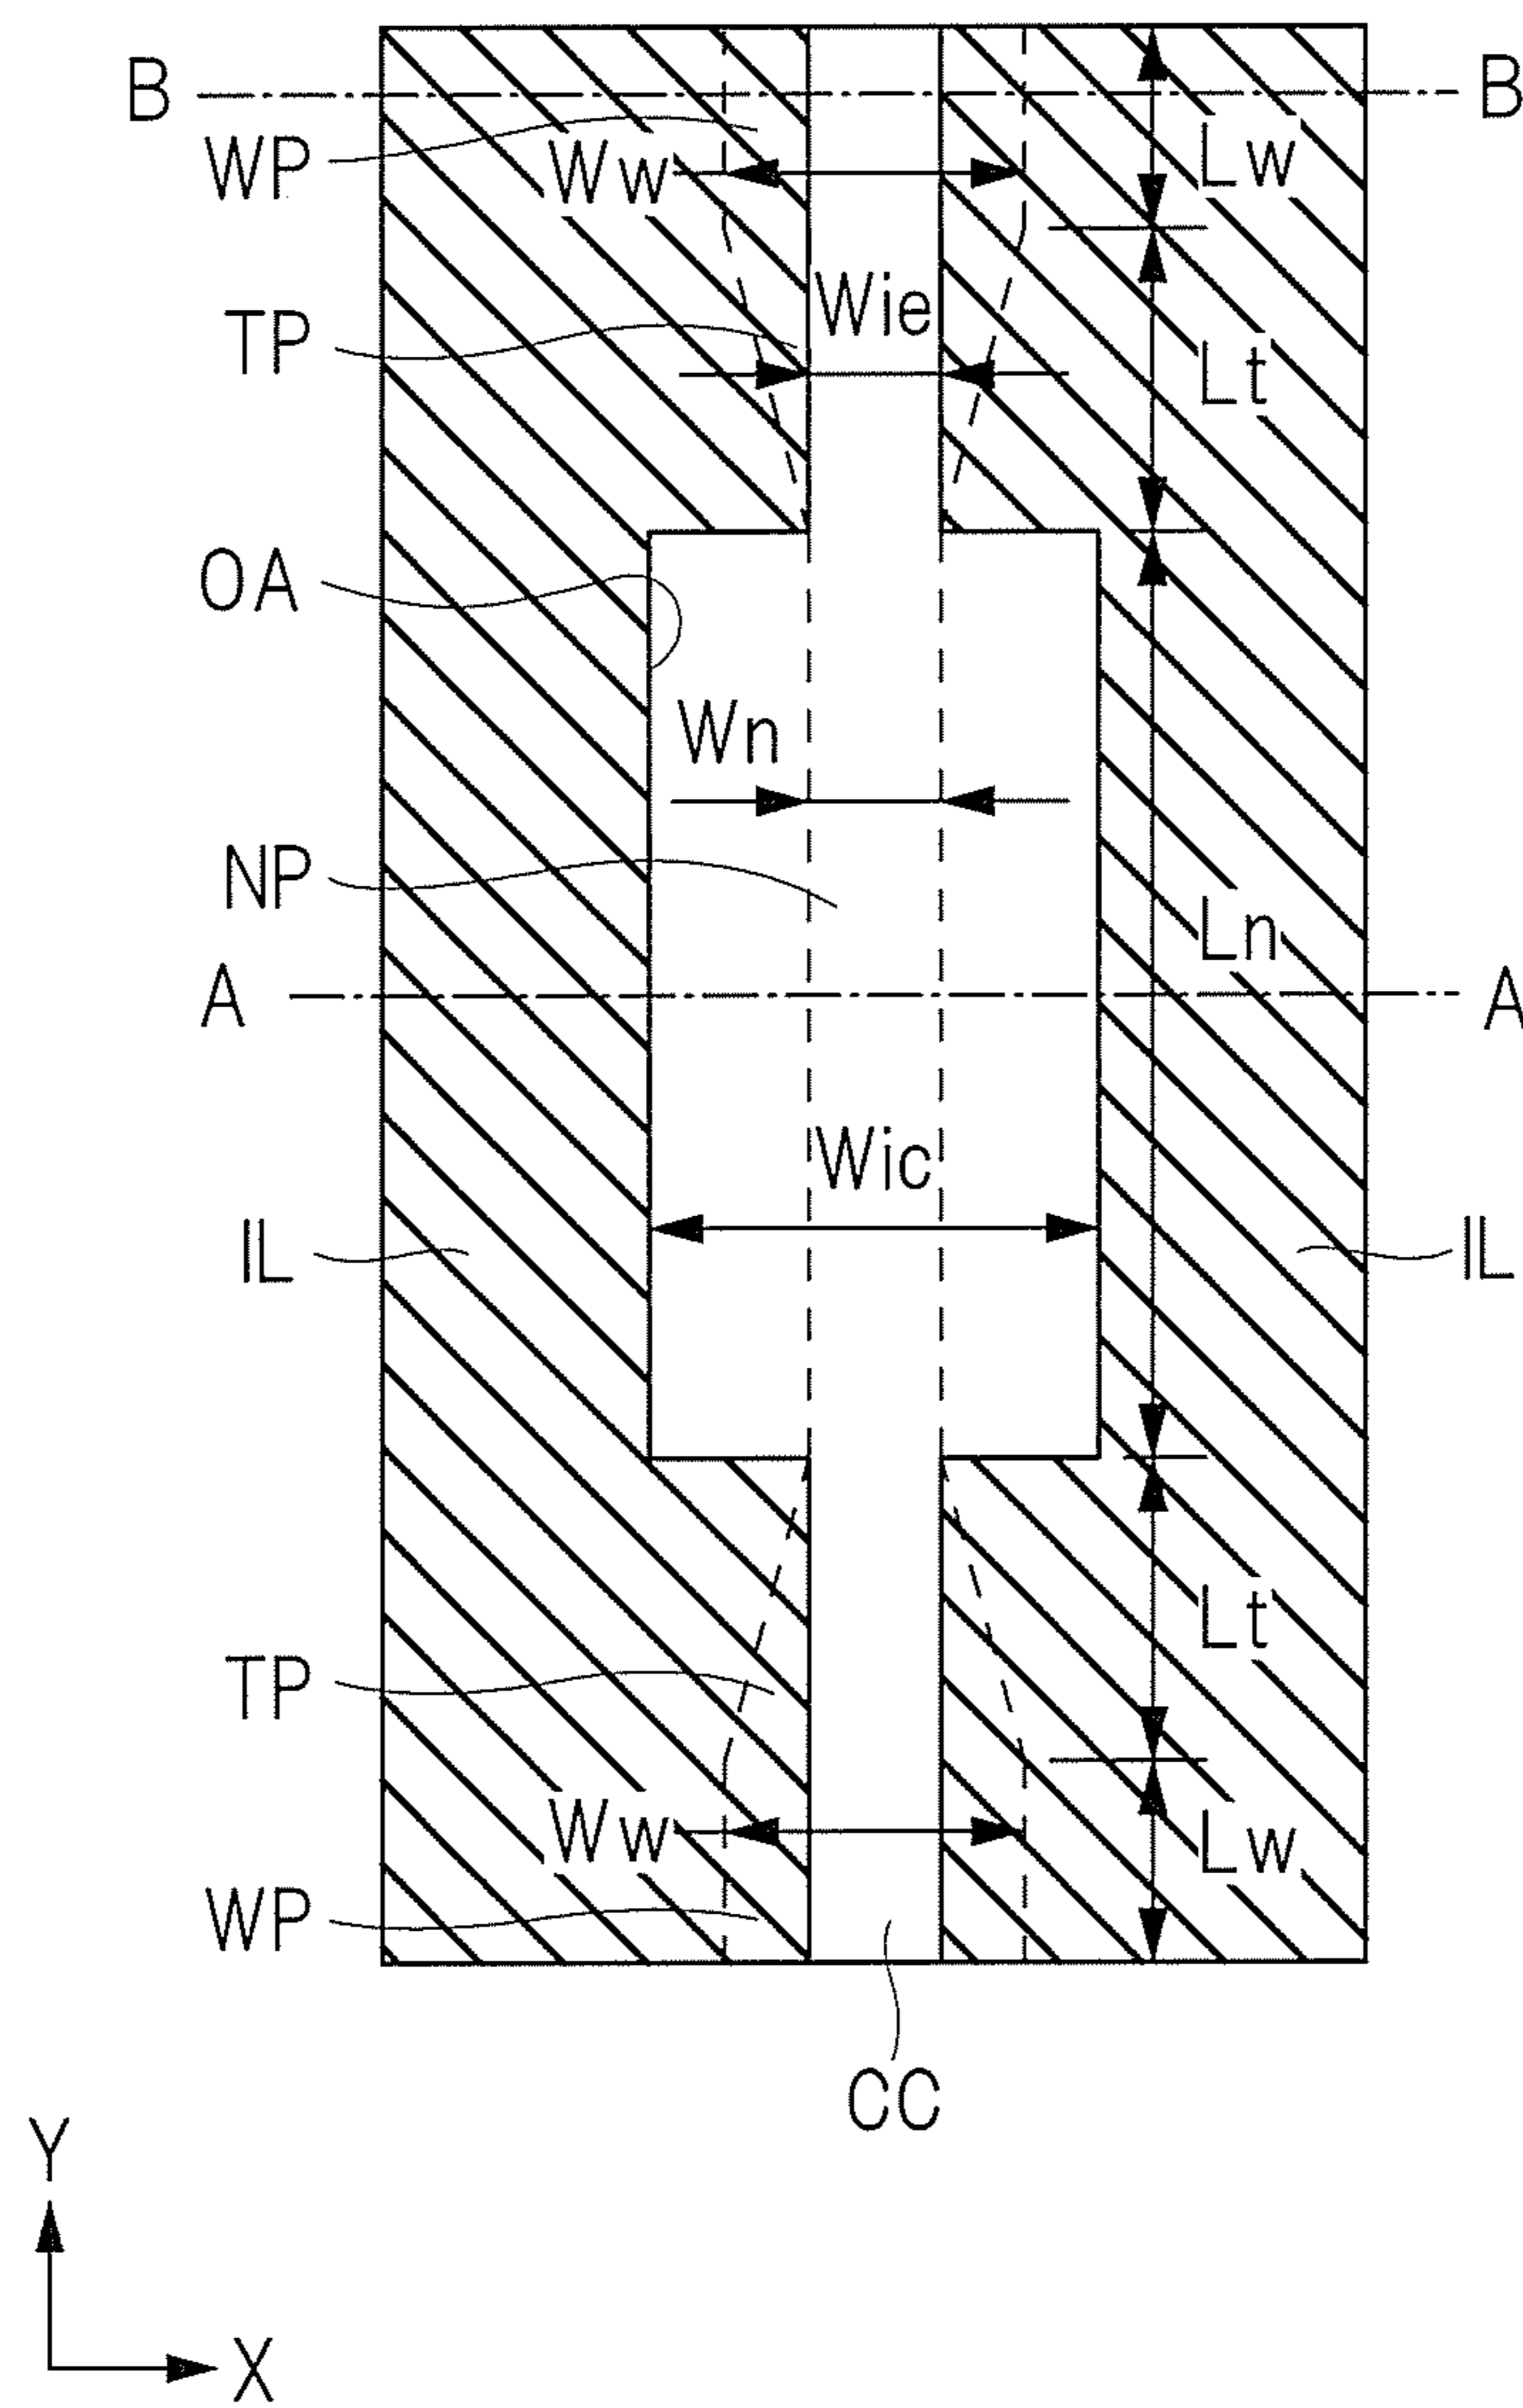 B B
WP Ww Lw
TP Wie Lt
OA
Wn
NP Ln
A A
Wic
IL IL
TP Lt
Ww Lw
WP
CC
Y
X